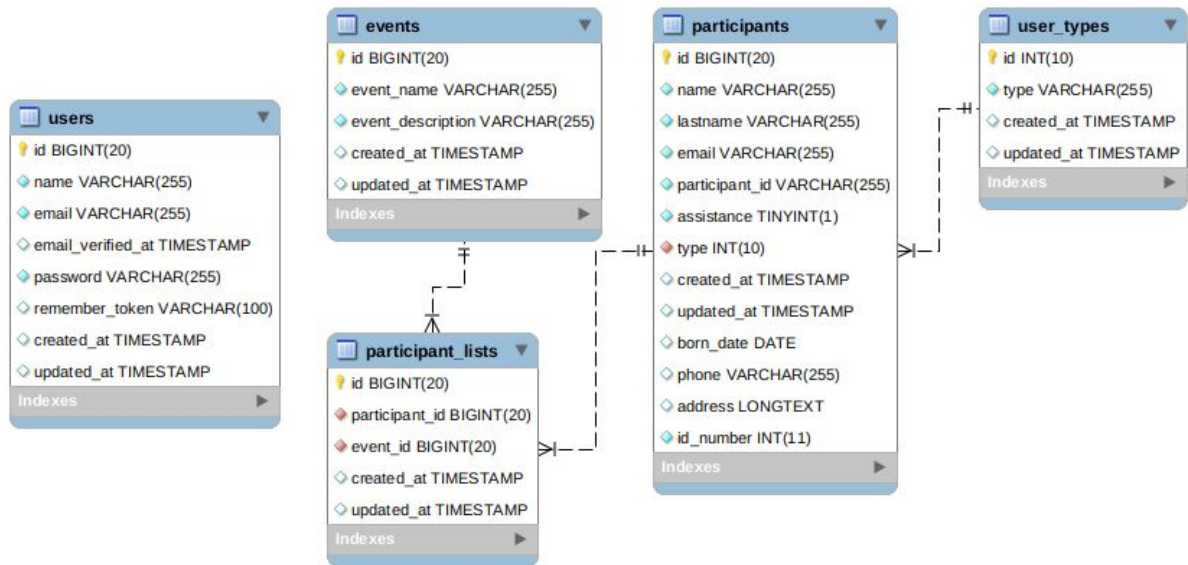 users
id BIGINT(20)
name VARCHAR(255)
email VARCHAR(255)
email_verified_at TIMESTAMP
password VARCHAR(255)
remember_token VARCHAR(100)
created_at TIMESTAMP
updated_at TIMESTAMP
Indexes
events
id BIGINT(20)
event_name VARCHAR(255)
event_description VARCHAR(255)
created_at TIMESTAMP
updated_at TIMESTAMP
Indexes
participant_lists
id BIGINT(20)
participant_id BIGINT(20)
event_id BIGINT(20)
created_at TIMESTAMP
updated_at TIMESTAMP
Indexes
participants
id BIGINT(20)
name VARCHAR(255)
lastname VARCHAR(255)
email VARCHAR(255)
participant_id VARCHAR(255)
assistance TINYINT(1)
type INT(10)
created_at TIMESTAMP
updated_at TIMESTAMP
born_date DATE
phone VARCHAR(255)
address LONGTEXT
id_number INT(11)
Indexes
user_types
id INT(10)
type VARCHAR(255)
created_at TIMESTAMP
updated_at TIMESTAMP
Indexes